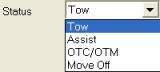 Status Tow
Tow
Assist
OTC/OTM
Move Off